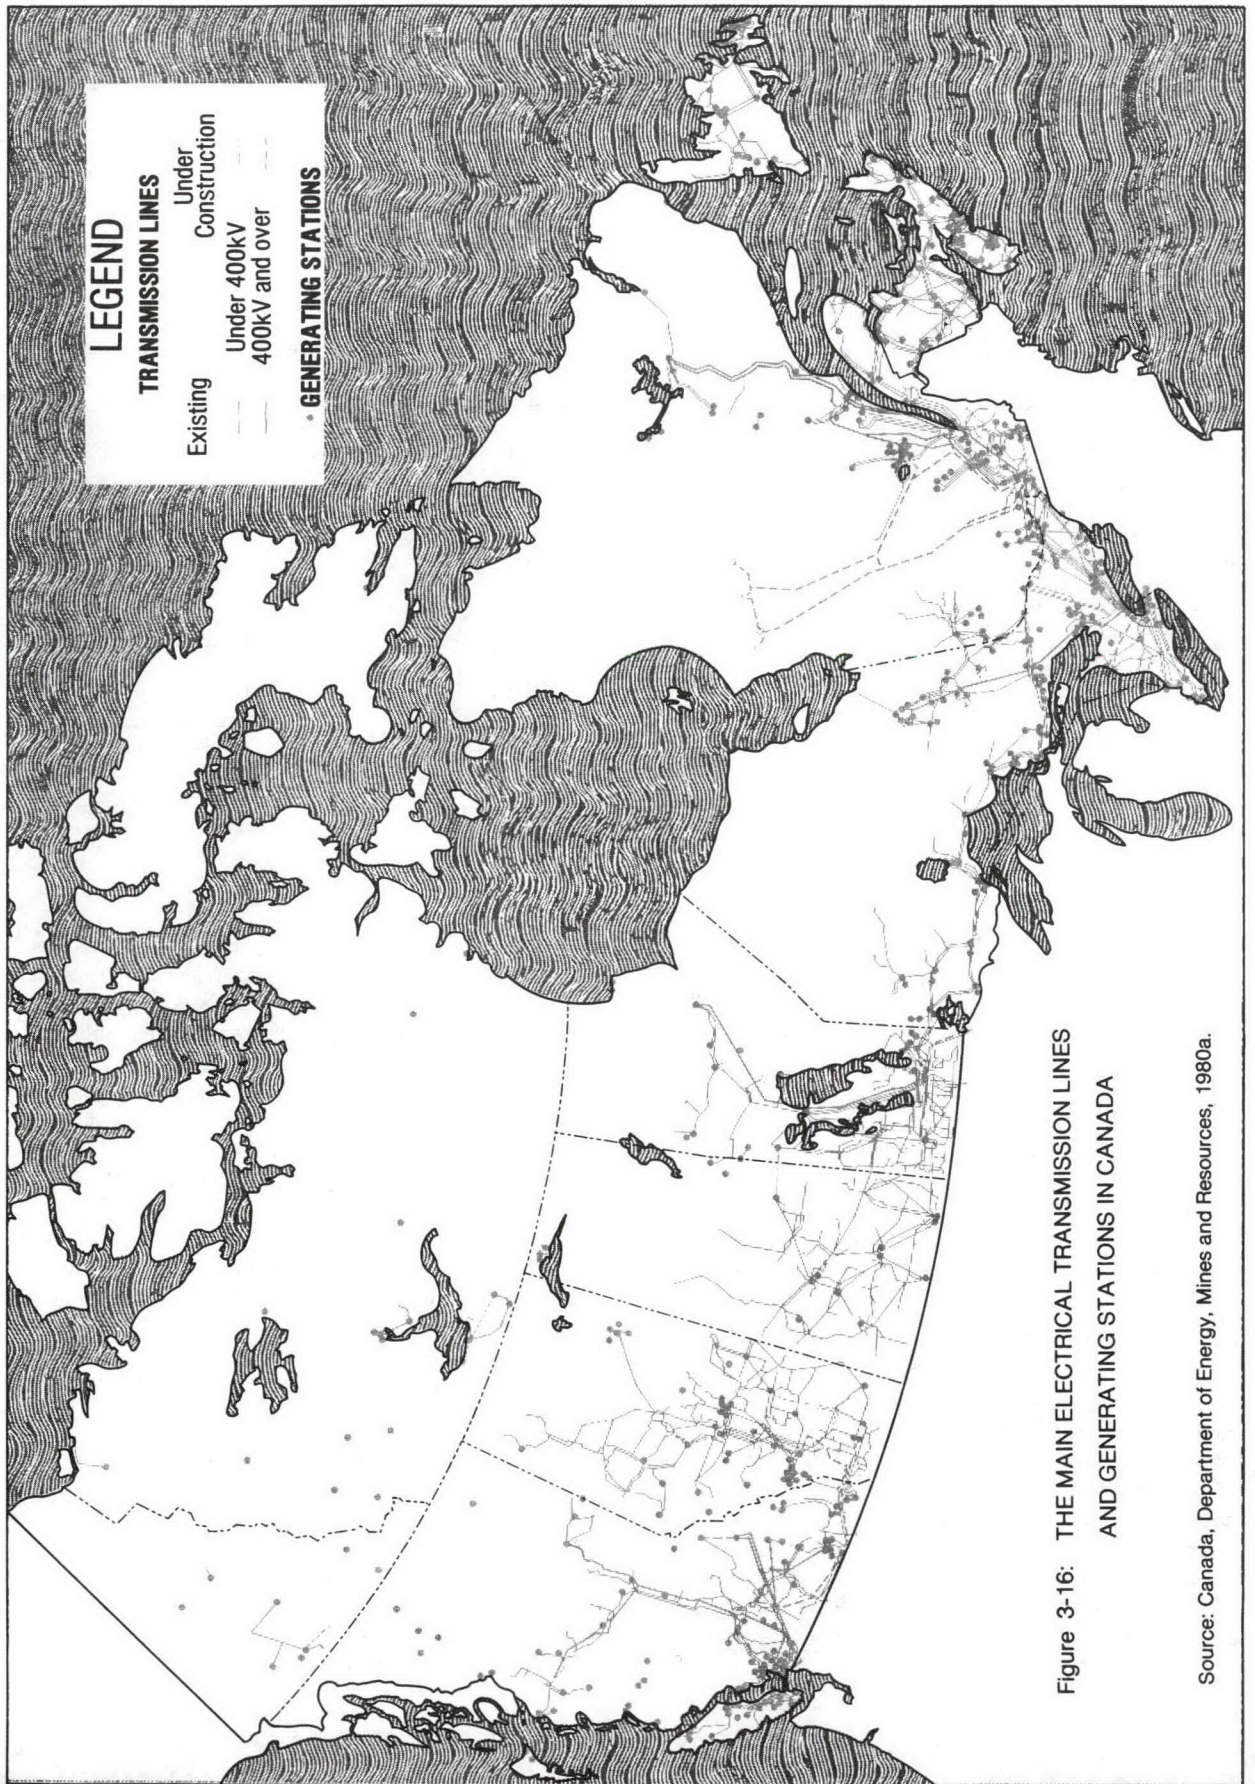 LEGEND
TRANSMISSION LINES
Existing Under
Construction
Under 400kV
400kV and over
GENERATING STATIONS
Figure 3-16: THE MAIN ELECTRICAL TRANSMISSION LINES
AND GENERATING STATIONS IN CANADA
Source: Canada, Department of Energy, Mines and Resources, 1980a.